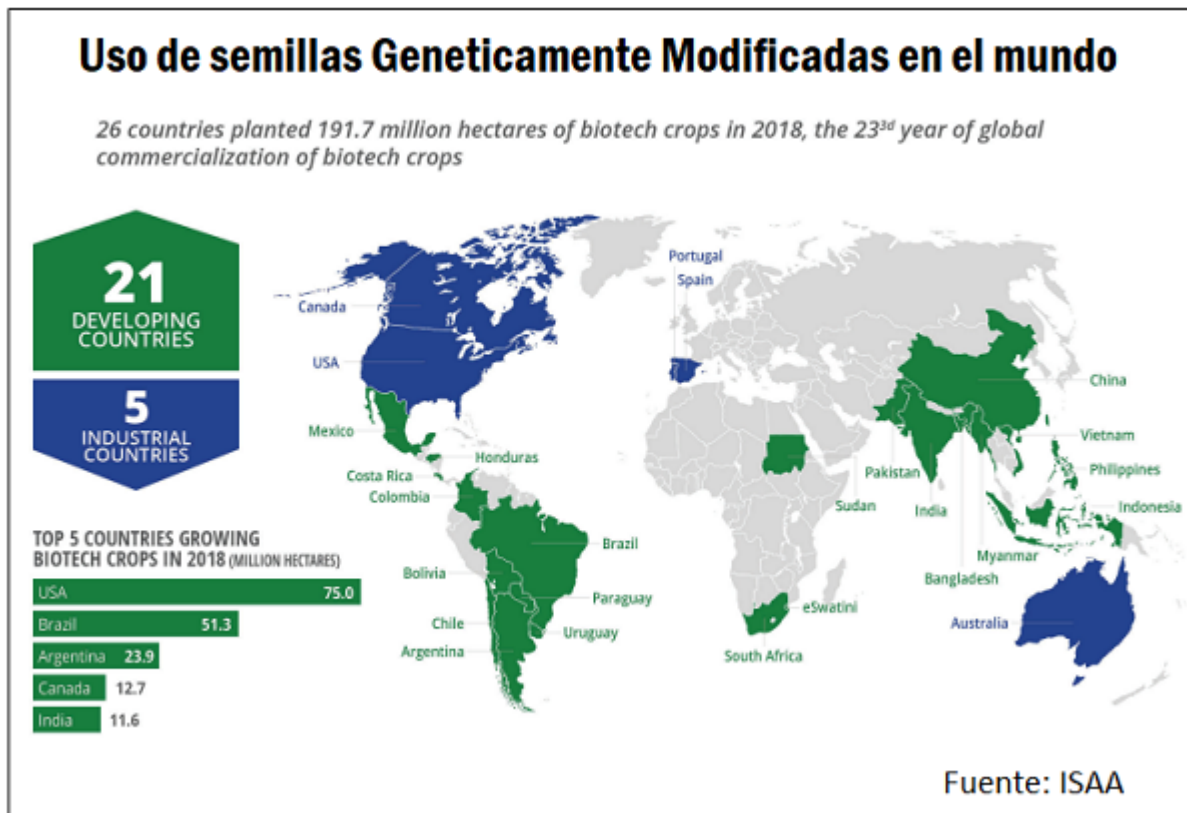 Uso de semillas Geneticamente Modificadas en el mundo
26 countries planted 191.7 million hectares of biotech crops in 2018, the 23³ᵈ year of global
commercialization of biotech crops
21
DEVELOPING
COUNTRIES
5
INDUSTRIAL
COUNTRIES
TOP 5 COUNTRIES GROWING
BIOTECH CROPS IN 2018 (MILLION HECTARES)
USA 75.0
Brazil 51.3
Argentina 23.9
Canada 12.7
India 11.6
Portugal
Spain
Canada
USA
Mexico
Honduras
Costa Rica
Colombia
Brazil
Bolivia
Paraguay
Chile
Uruguay
Argentina
China
Vietnam
Pakistan
Philippines
Sudan
India
Indonesia
Myanmar
Bangladesh
eSwatini
South Africa
Australia
Fuente: ISAA